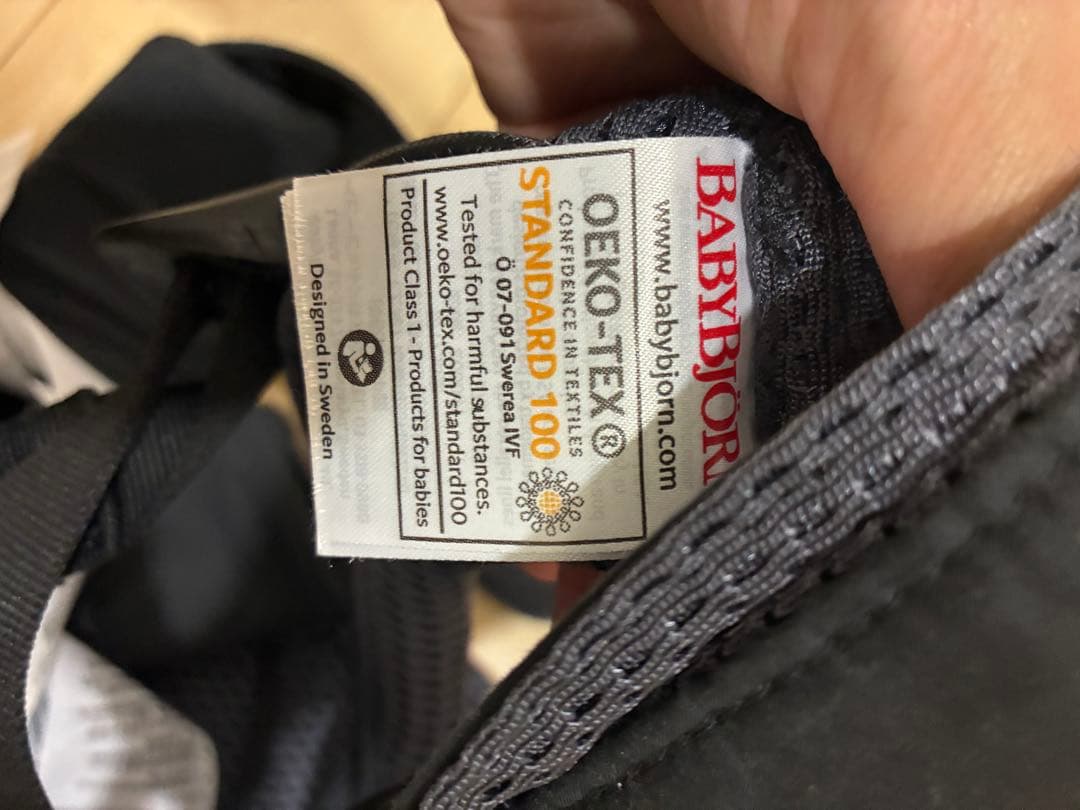 BABYBJÖR
www.babybjorn.com
OEKO-TEX®
CONFIDENCE IN TEXTILES
STANDARD 100
Ö 07-091 Swerea IVF
Tested for harmful substances.
www.oeko-tex.com/standard100
Product Class 1 - Products for babies
Designed in Sweden